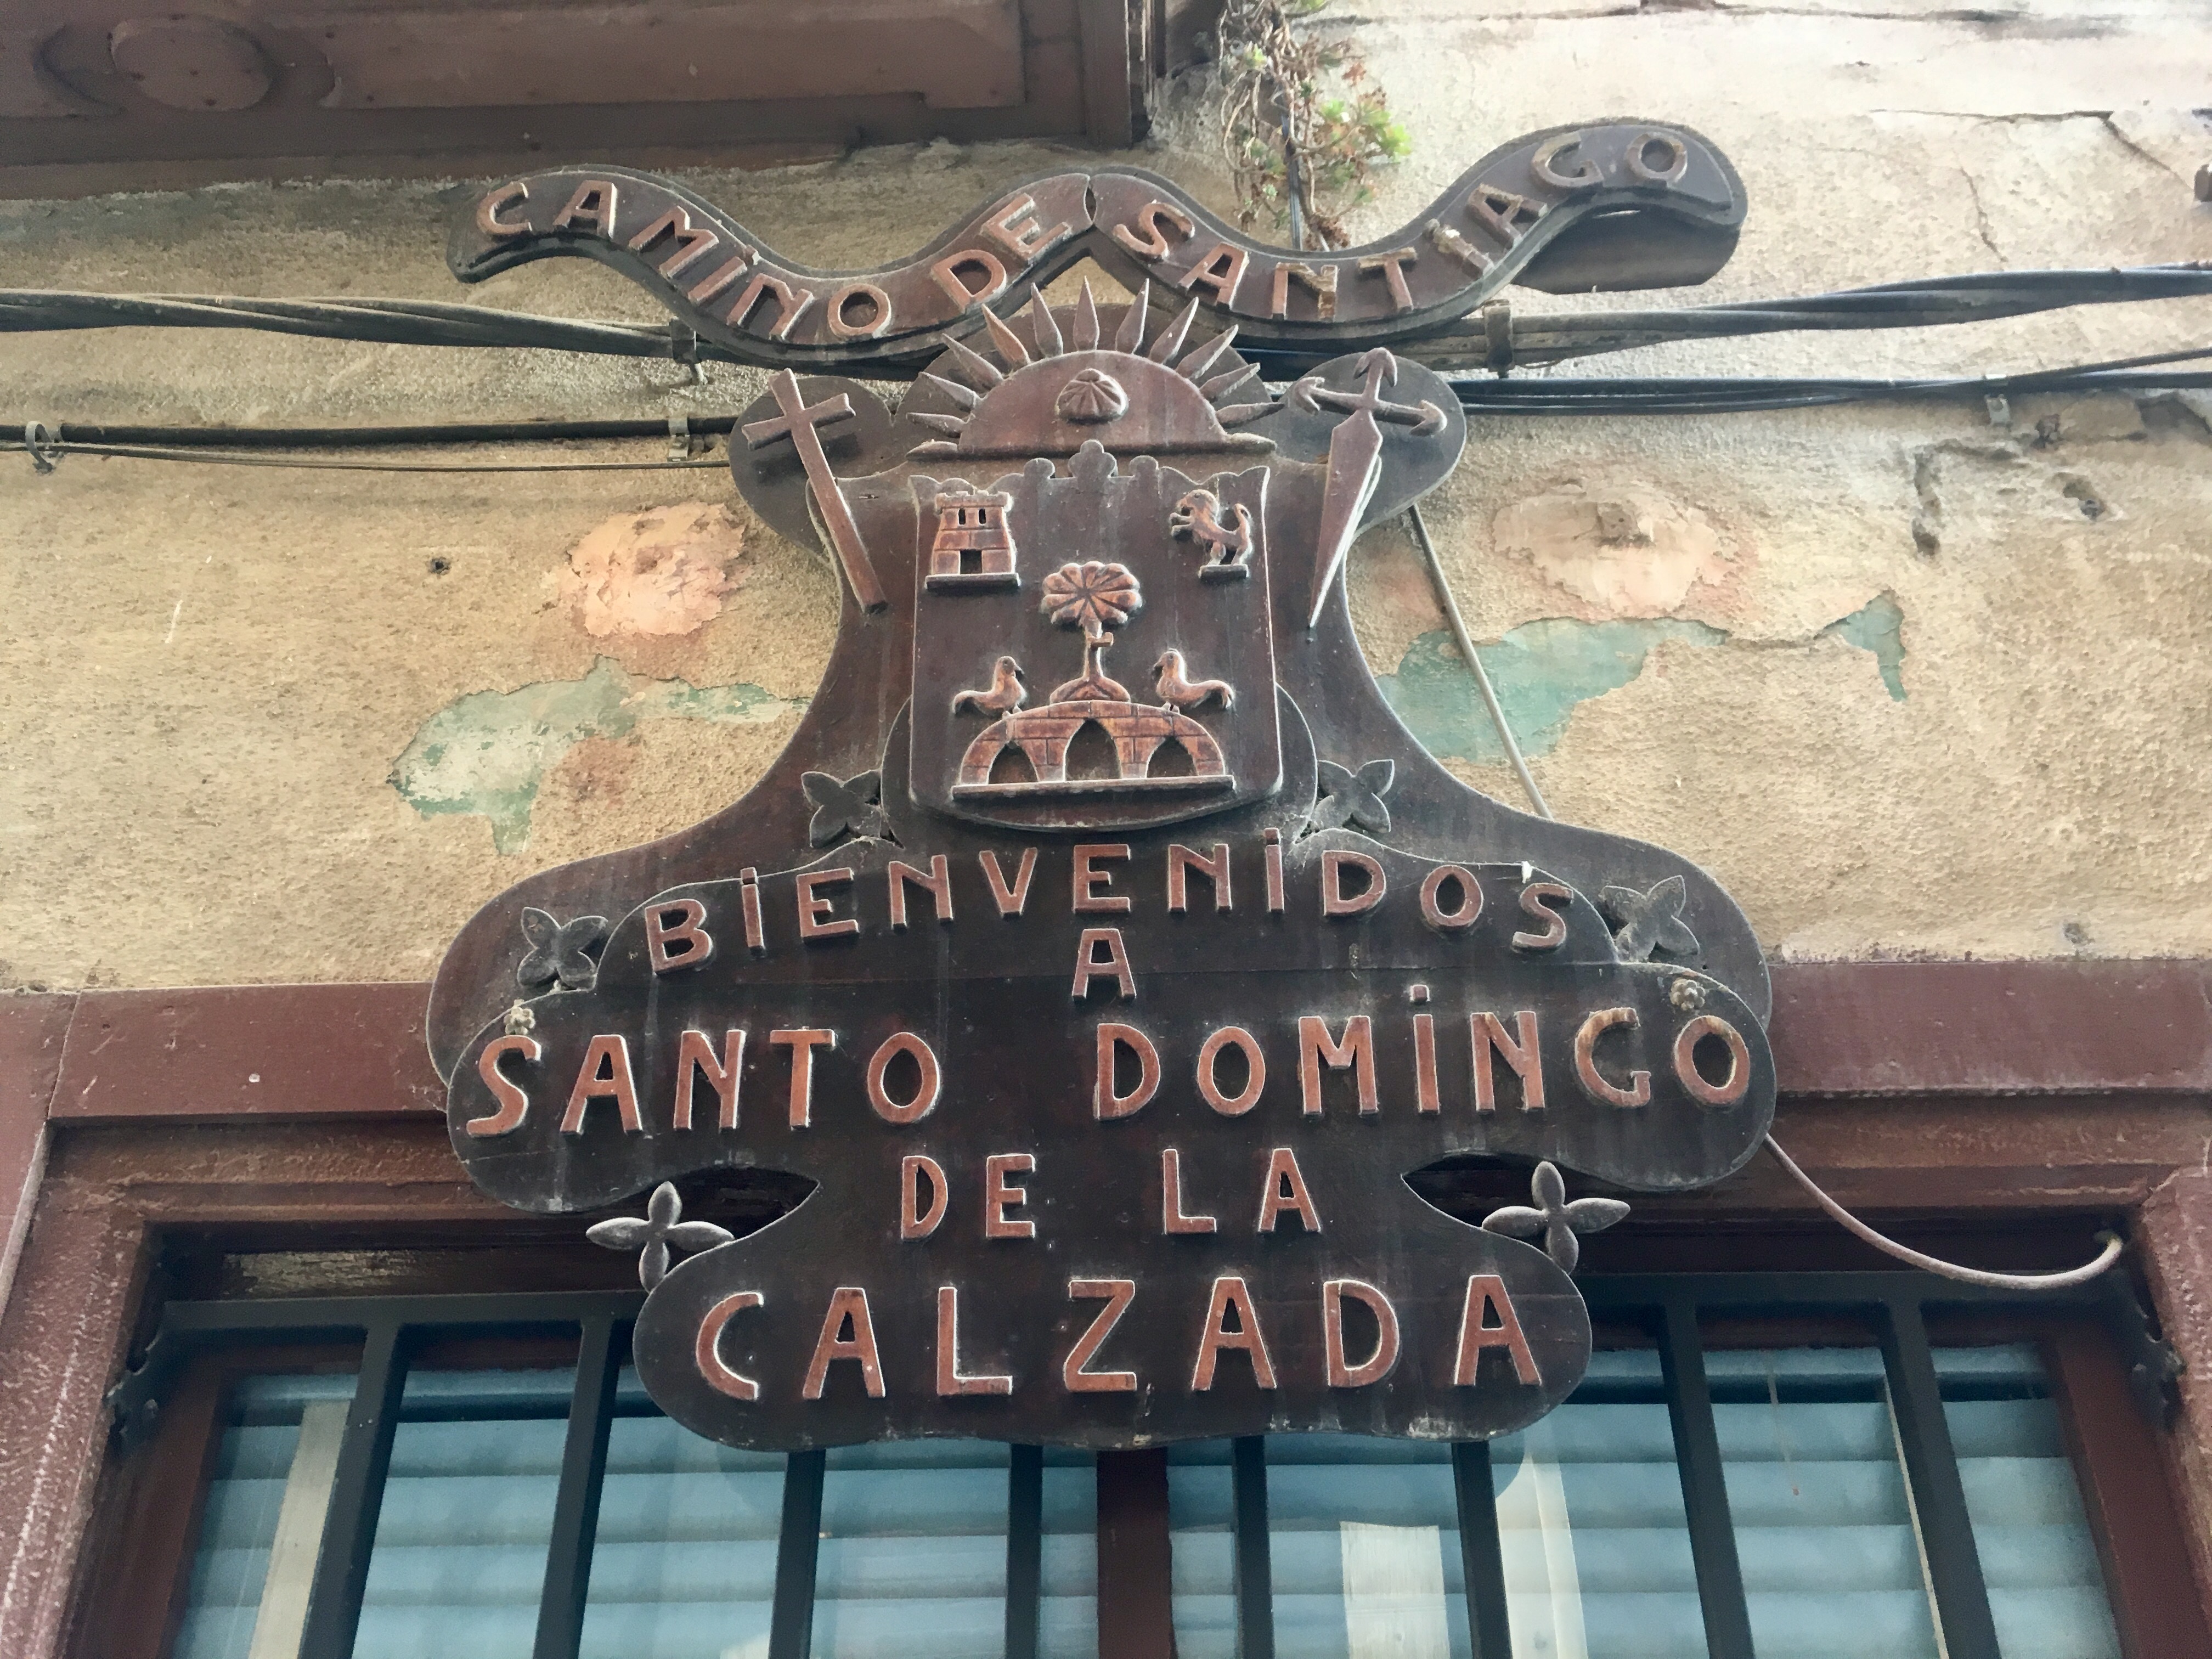 CAMiNO DE SANTiAGO
BiENVENiDOS
A
SANTO DOMiNGO
DE LA
CALZADA